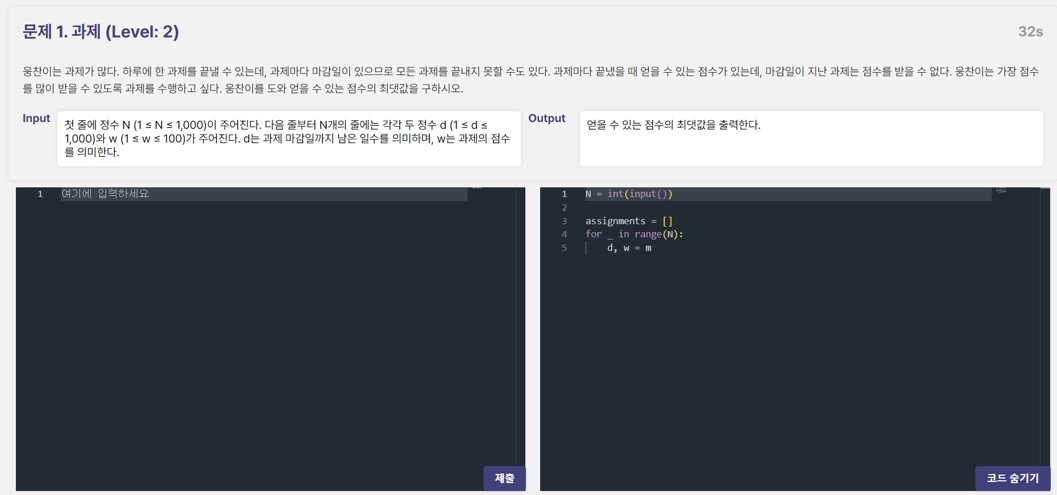 문제 1. 과제 (Level: 2)
32s
웅찬이는 과제가 많다. 하루에 한 과제를 끝낼 수 있는데, 과제마다 마감일이 있으므로 모든 과제를 끝내지 못할 수도 있다. 과제마다 끝냈을 때 얻을 수 있는 점수가 있는데, 마감일이 지난 과제는 점수를 받을 수 없다. 웅찬이는 가장 점수
를 많이 받을 수 있도록 과제를 수행하고 싶다. 웅찬이를 도와 얻을 수 있는 점수의 최댓값을 구하시오.
Input
첫 줄에 정수 N (1 ≤ N ≤ 1,000)이 주어진다. 다음 줄부터 N개의 줄에는 각각 두 정수 d (1 ≤ d ≤
1,000)와 w (1 ≤ w ≤ 100)가 주어진다. d는 과제 마감일까지 남은 일수를 의미하며, w는 과제의 점수
를 의미한다.
Output
얻을 수 있는 점수의 최댓값을 출력한다.
1 여기에 입력하세요
제출
1 N = int(input())
2
3 assignments = []
4 for _ in range(N):
5 d, w = m
코드 숨기기